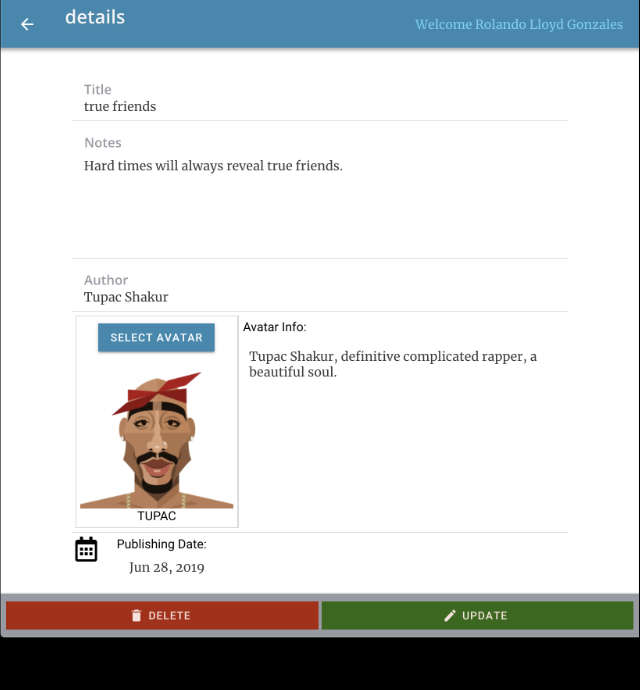 details
Welcome Rolando Lloyd Gonzales
Title
true friends
Notes
Hard times will always reveal true friends.
Author
Tupac Shakur
SELECT AVATAR
TUPAC
Avatar Info:
Tupac Shakur, definitive complicated rapper, a
beautiful soul.
Publishing Date:
Jun 28, 2019
DELETE
UPDATE